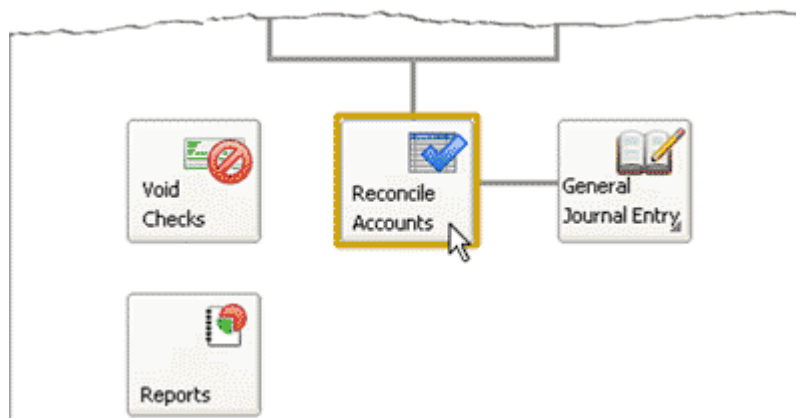 Void
Checks
Reconcile
Accounts
General
Journal Entry
Reports